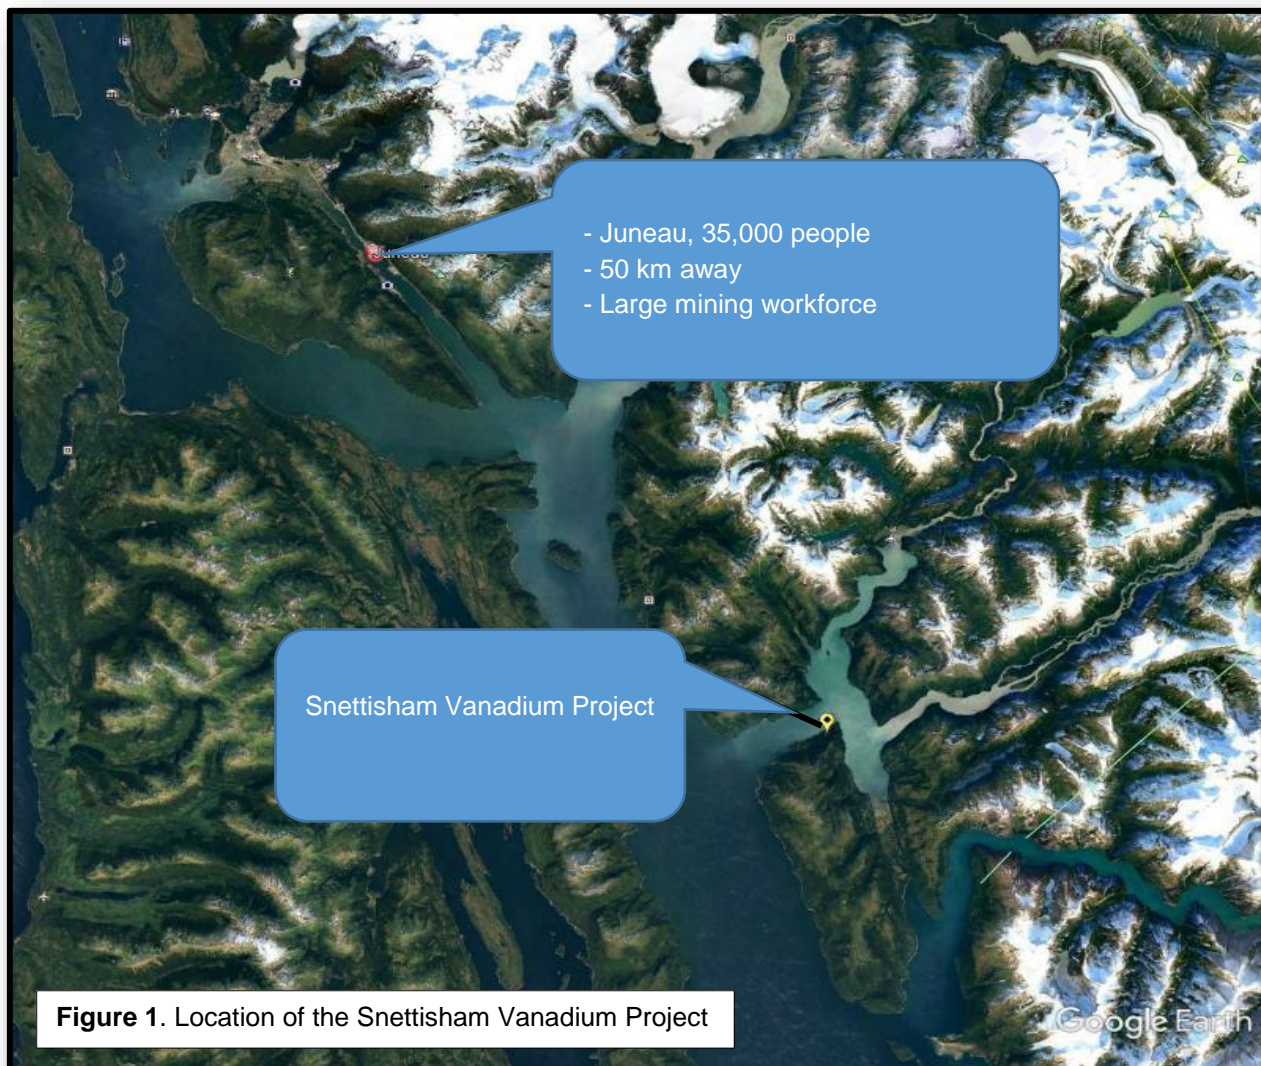 - Juneau, 35,000 people
- 50 km away
- Large mining workforce
Juneau
Snettisham Vanadium Project
Figure 1. Location of the Snettisham Vanadium Project
Google Earth